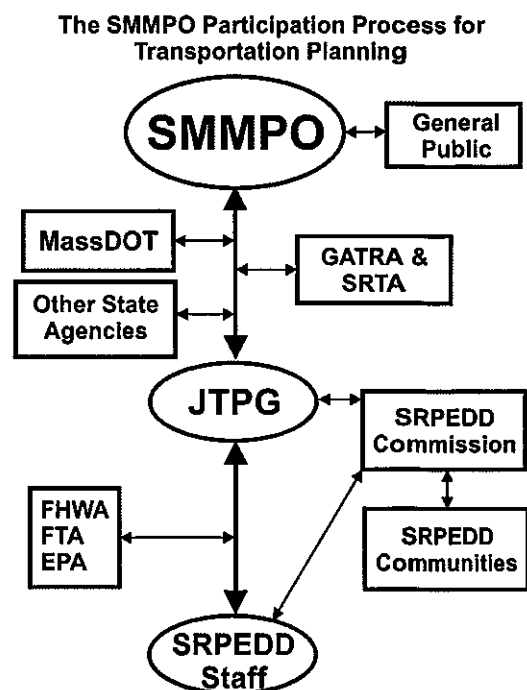 The SMMPO Participation Process for
Transportation Planning
SMMPO
General
Public
MassDOT
GATRA &
SRTA
Other State
Agencies
JTPG
SRPEDD
Commission
FHWA
FTA
EPA
SRPEDD
Communities
SRPEDD
Staff